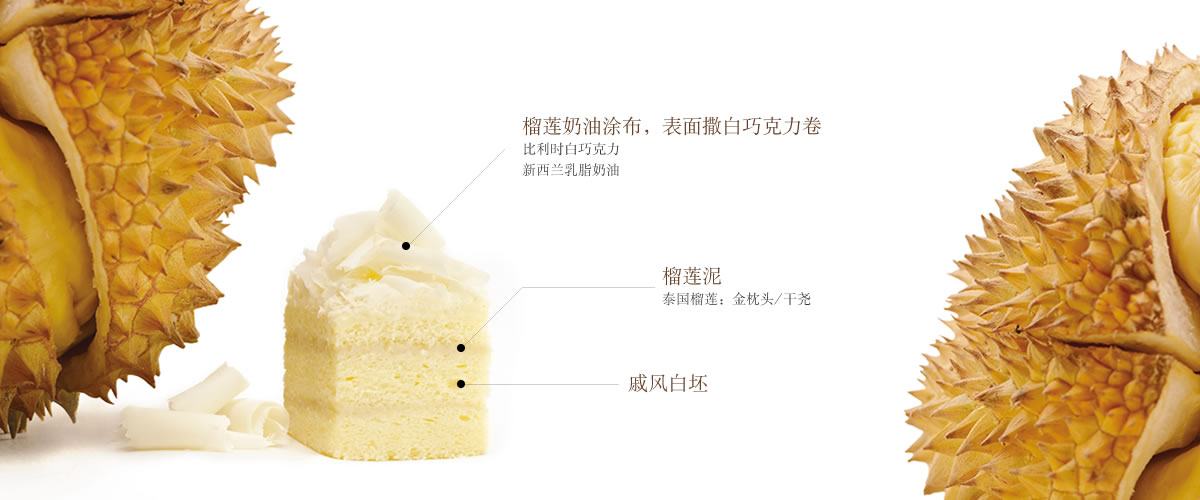 榴莲奶油涂布，表面撒白巧克力卷
比利时白巧克力
新西兰乳脂奶油
榴莲泥
泰国榴莲：金枕头/干尧
戚风白坯